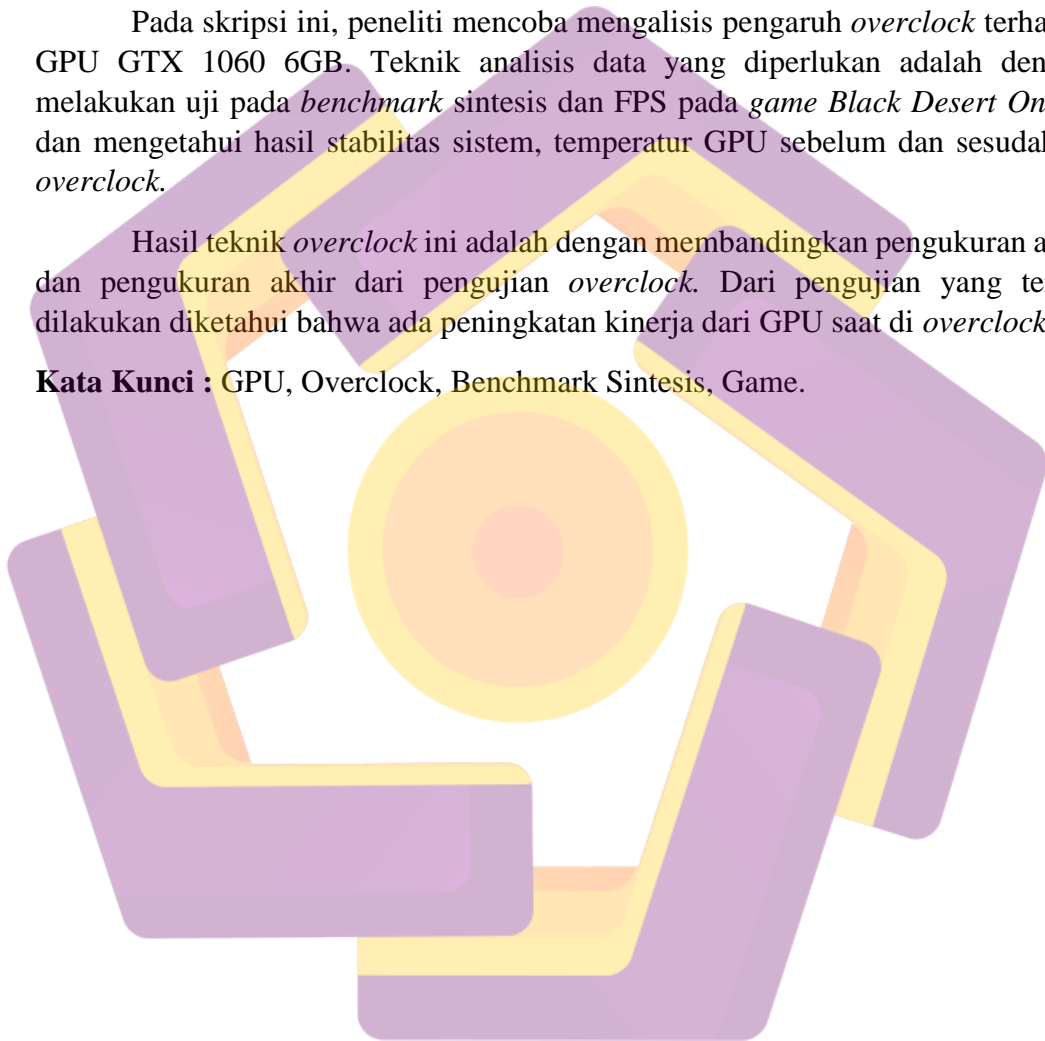 Pada skripsi ini, peneliti mencoba mengalisis pengaruh overclock terha
GPU GTX 1060 6GB. Teknik analisis data yang diperlukan adalah den
melakukan uji pada benchmark sintesis dan FPS pada game Black Desert On
dan mengetahui hasil stabilitas sistem, temperatur GPU sebelum dan sesuda
overclock.
Hasil teknik overclock ini adalah dengan membandingkan pengukuran a
dan pengukuran akhir dari pengujian overclock. Dari pengujian yang te
dilakukan diketahui bahwa ada peningkatan kinerja dari GPU saat di overclock
Kata Kunci : GPU, Overclock, Benchmark Sintesis, Game.